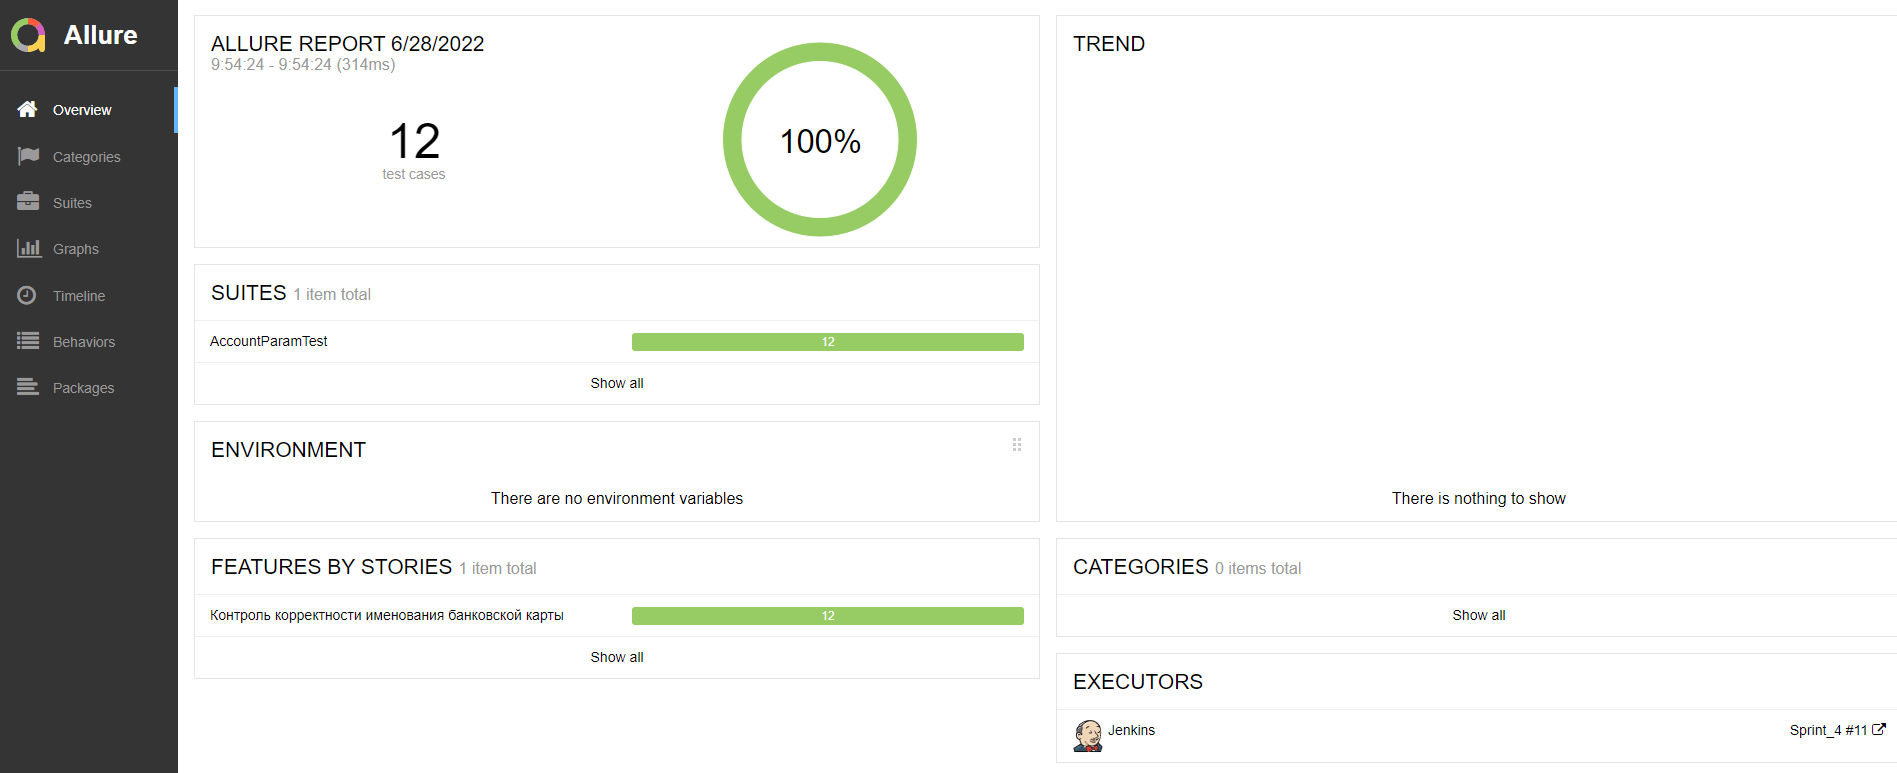 Allure
Overview
Categories
Suites
Graphs
Timeline
Behaviors
Packages
ALLURE REPORT 6/28/2022
9:54:24 - 9:54:24 (314ms)
12
test cases
100%
SUITES 1 item total
AccountParamTest 12
Show all
ENVIRONMENT
There are no environment variables
FEATURES BY STORIES 1 item total
Контроль корректности именования банковской карты 12
Show all
TREND
There is nothing to show
CATEGORIES 0 items total
Show all
EXECUTORS
Jenkins Sprint_4 #11